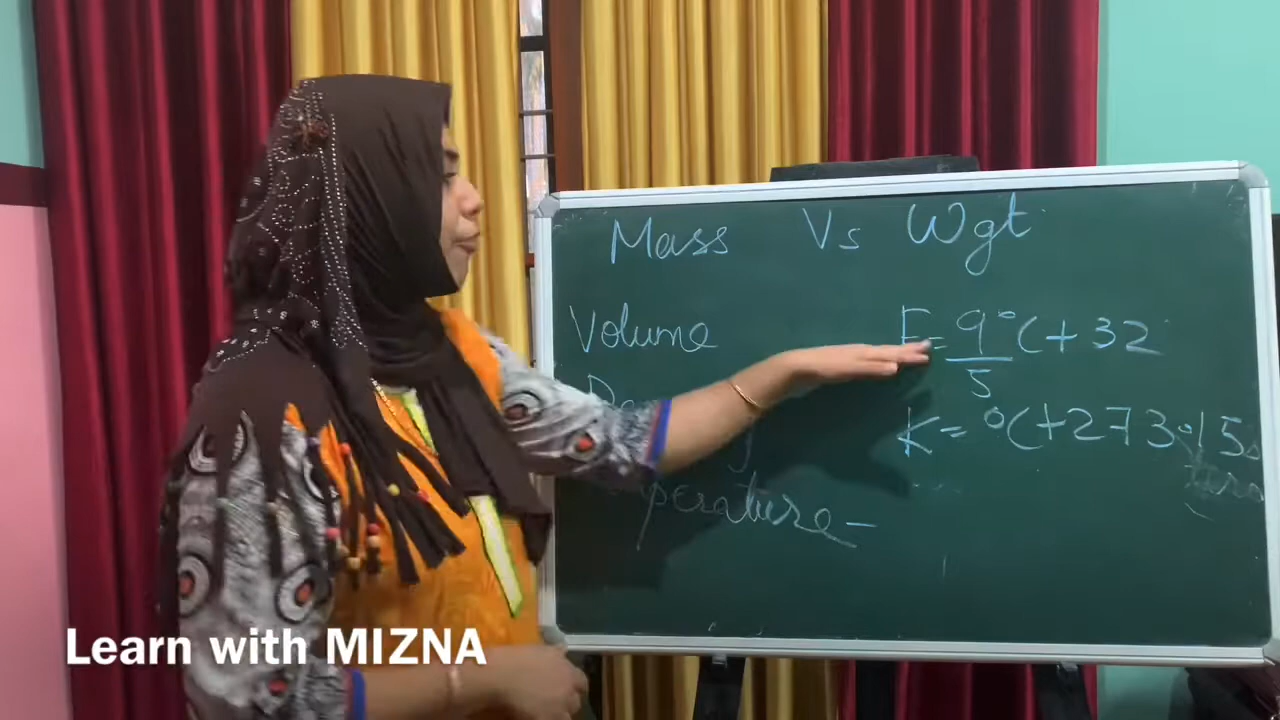 Mass Vs Wgt
Volume
F = 9/5 °C + 32
K = °C + 273.15
perature -
Learn with MIZNA